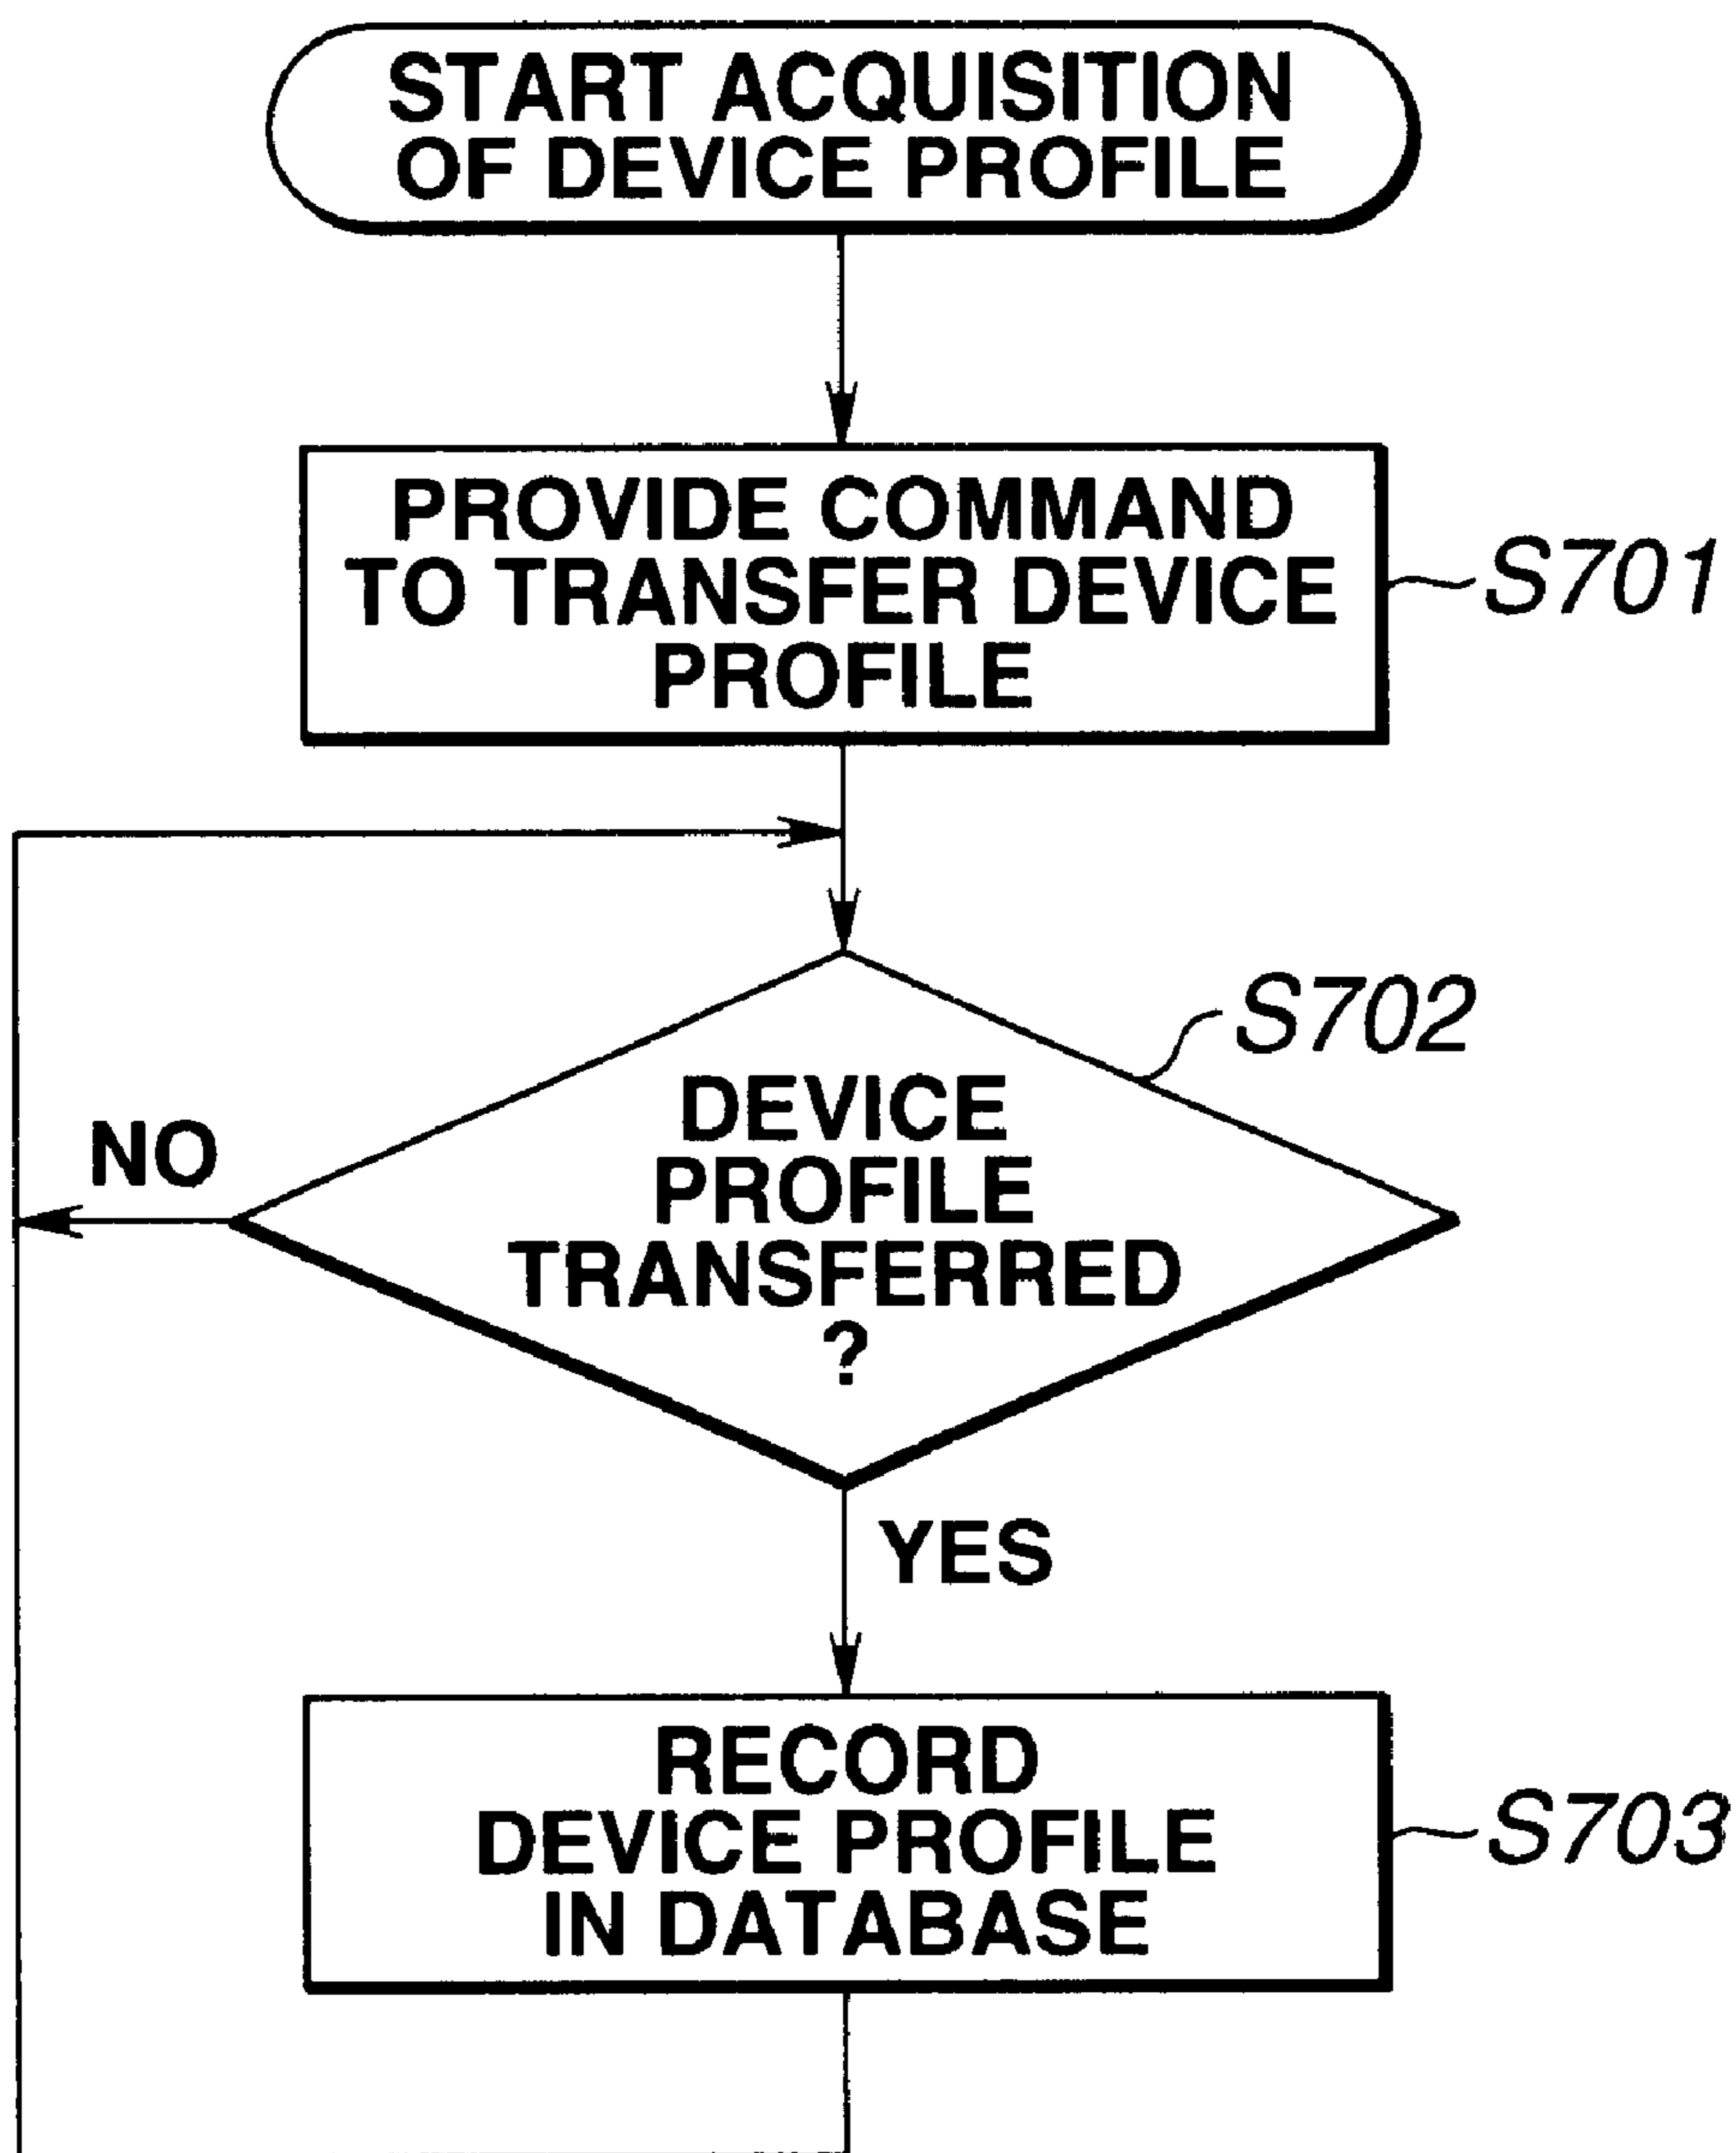 START ACQUISITION
OF DEVICE PROFILE
PROVIDE COMMAND
TO TRANSFER DEVICE
PROFILE
S701
S702
DEVICE
PROFILE
TRANSFERRED
?
NO
YES
RECORD
DEVICE PROFILE
IN DATABASE
S703